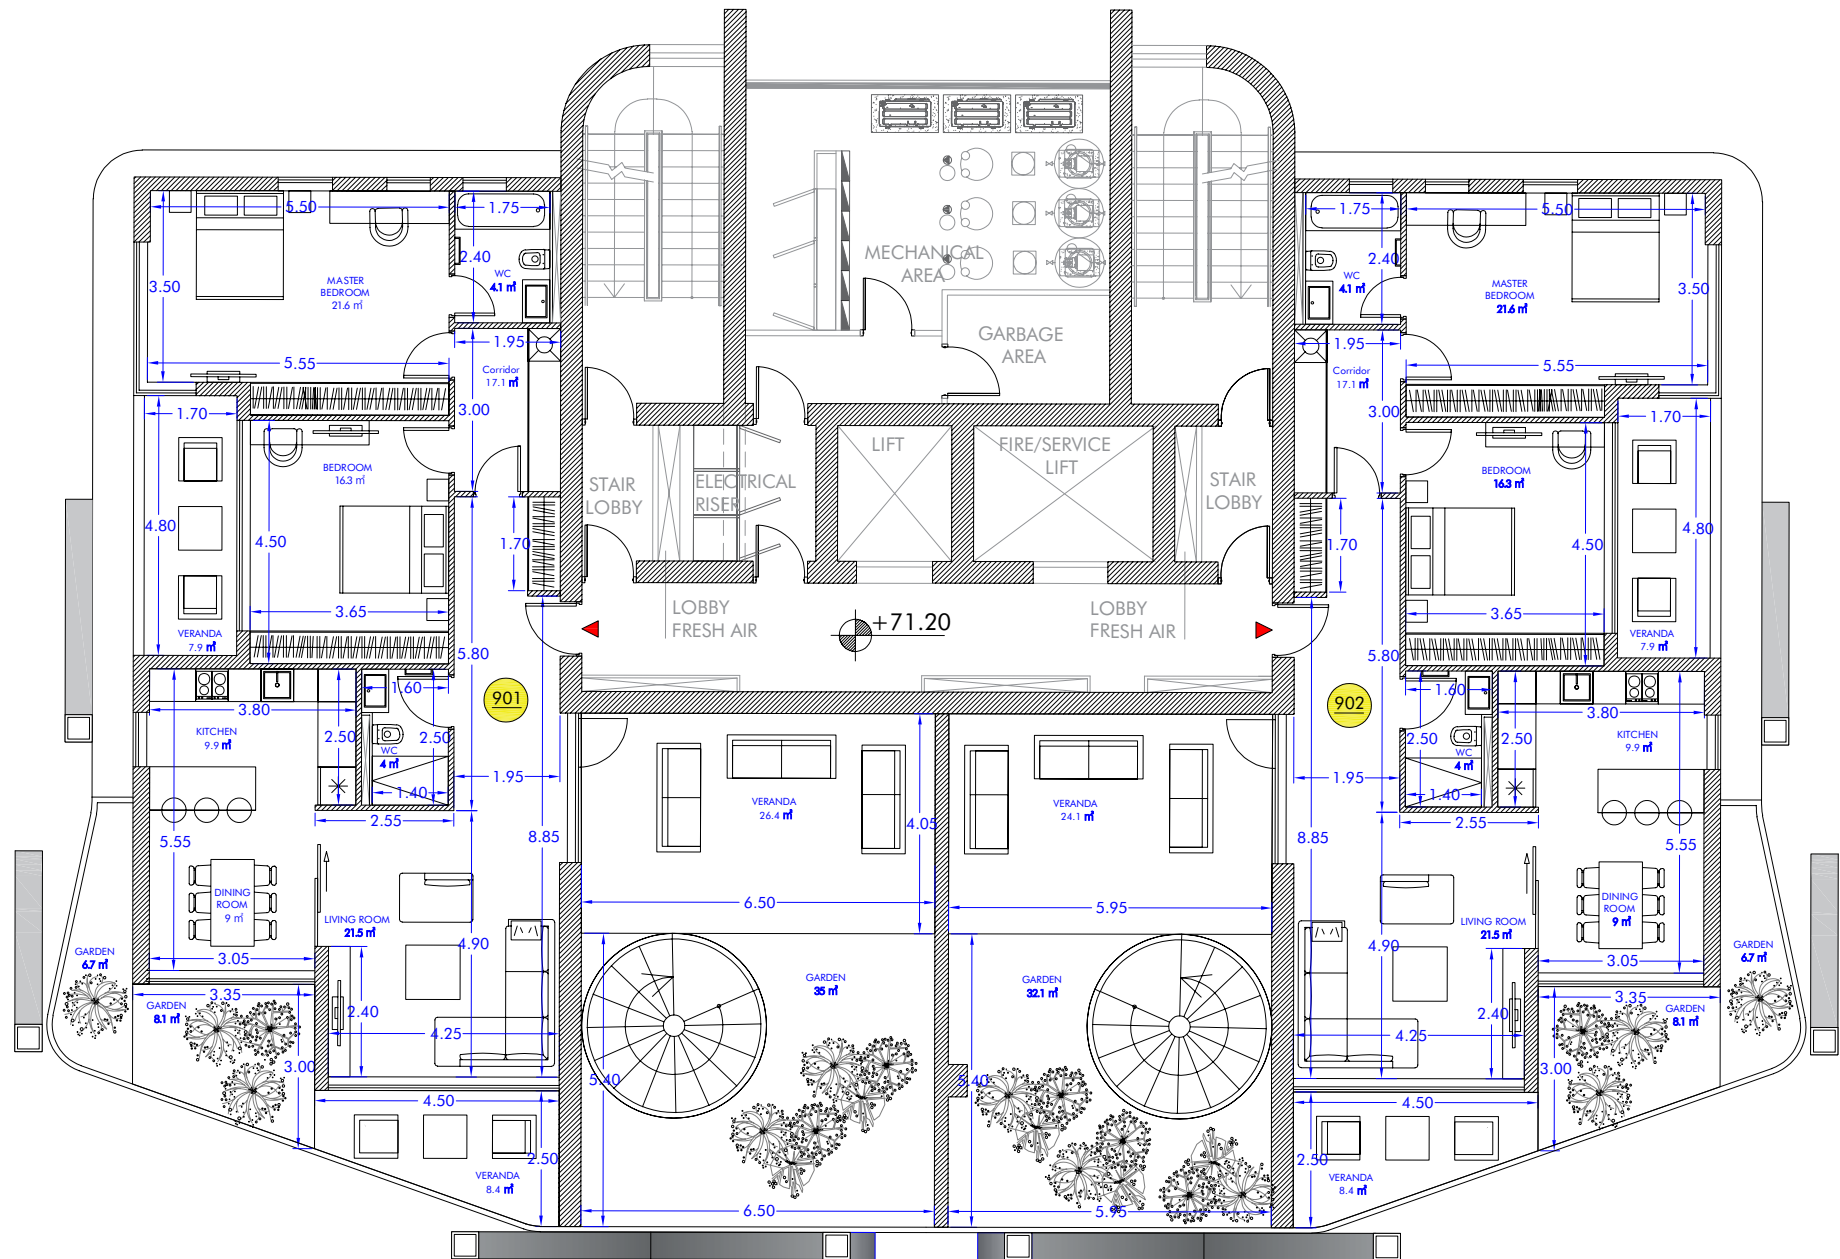 5.50
1.75
2.40
WC
4.1 ㎡
3.50
MASTER
BEDROOM
21.6 ㎡
5.55
1.95
Corridor
17.1 ㎡
3.00
1.70
BEDROOM
16.3 ㎡
4.80
4.50
1.70
3.65
VERANDA
7.9 ㎡
5.80
1.60
901
3.80
KITCHEN
9.9 ㎡
2.50
2.50
WC
4 ㎡
1.40
1.95
2.55
5.55
8.85
DINING
ROOM
9 ㎡
LIVING ROOM
21.5 ㎡
4.90
GARDEN
6.7 ㎡
3.05
3.35
GARDEN
8.1 ㎡
2.40
4.25
3.00
4.50
2.50
VERANDA
8.4 ㎡
MECHANICAL
AREA
GARBAGE
AREA
LIFT
FIRE/SERVICE
LIFT
STAIR
LOBBY
ELECTRICAL
RISER
STAIR
LOBBY
LOBBY
FRESH AIR
+71.20
LOBBY
FRESH AIR
VERANDA
26.4 ㎡
4.05
VERANDA
24.1 ㎡
6.50
5.95
GARDEN
35 ㎡
GARDEN
32.1 ㎡
5.40
5.40
6.50
5.95
1.75
5.50
2.40
WC
4.1 ㎡
MASTER
BEDROOM
21.6 ㎡
3.50
1.95
5.55
Corridor
17.1 ㎡
3.00
1.70
BEDROOM
16.3 ㎡
4.80
1.70
4.50
3.65
VERANDA
7.9 ㎡
5.80
1.60
902
3.80
KITCHEN
9.9 ㎡
2.50
2.50
WC
4 ㎡
1.95
1.40
2.55
8.85
5.55
DINING
ROOM
9 ㎡
LIVING ROOM
21.5 ㎡
4.90
GARDEN
6.7 ㎡
3.05
3.35
GARDEN
8.1 ㎡
2.40
4.25
3.00
4.50
2.50
VERANDA
8.4 ㎡